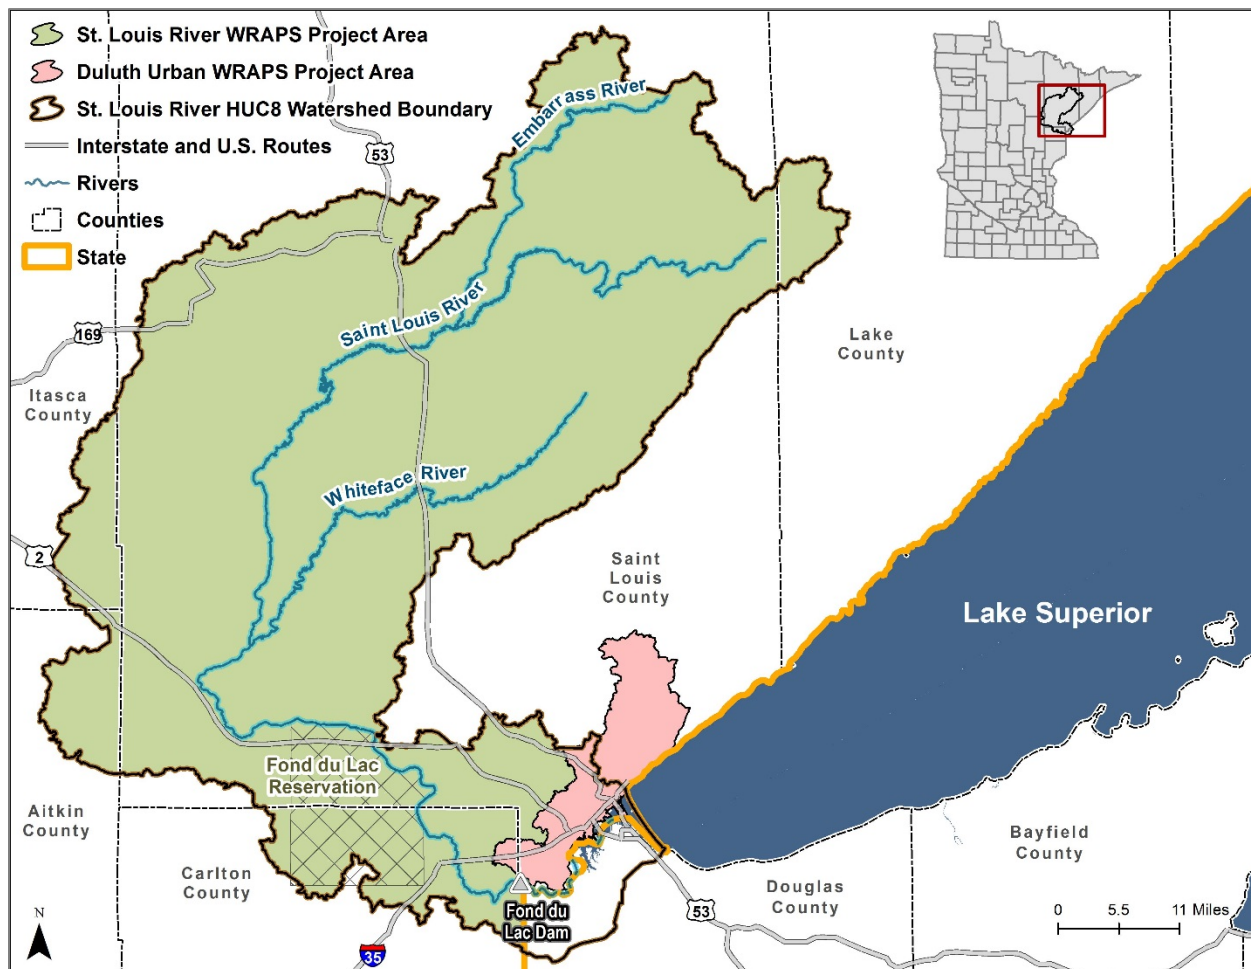 St. Louis River WRAPS Project Area
Duluth Urban WRAPS Project Area
St. Louis River HUC8 Watershed Boundary
Interstate and U.S. Routes
Rivers
Counties
State
53
Embarrass River
Saint Louis River
169
Itasca
County
Lake
County
Whiteface River
2
Saint
Louis
County
Lake Superior
Fond du Lac
Reservation
Aitkin
County
Carlton
County
Bayfield
County
Douglas
County
Fond du
Lac Dam
53
35
N
0 5.5 11 Miles